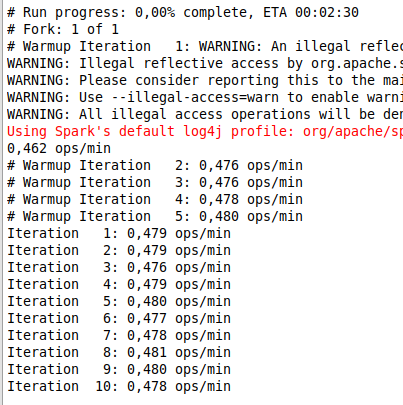 # Run progress: 0,00% complete, ETA 00:02:30
# Fork: 1 of 1
# Warmup Iteration   1: WARNING: An illegal reflec
WARNING: Illegal reflective access by org.apache.s
WARNING: Please consider reporting this to the mai
WARNING: Use --illegal-access=warn to enable warni
WARNING: All illegal access operations will be den
Using Spark's default log4j profile: org/apache/sp
0,462 ops/min
# Warmup Iteration   2: 0,476 ops/min
# Warmup Iteration   3: 0,476 ops/min
# Warmup Iteration   4: 0,478 ops/min
# Warmup Iteration   5: 0,480 ops/min
Iteration   1: 0,479 ops/min
Iteration   2: 0,479 ops/min
Iteration   3: 0,476 ops/min
Iteration   4: 0,479 ops/min
Iteration   5: 0,480 ops/min
Iteration   6: 0,477 ops/min
Iteration   7: 0,478 ops/min
Iteration   8: 0,481 ops/min
Iteration   9: 0,480 ops/min
Iteration  10: 0,478 ops/min